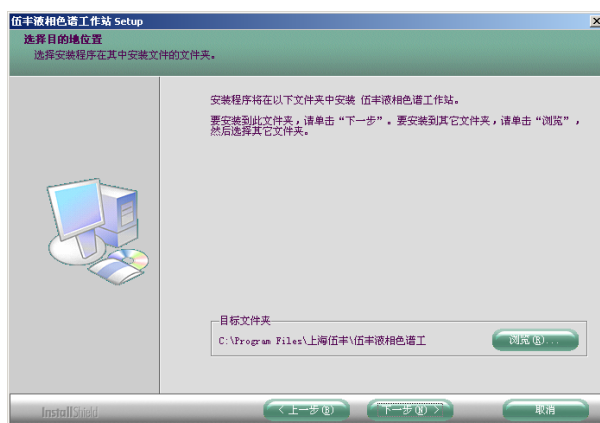 伍丰液相色谱工作站 Setup
选择目的地位置
选择安装程序在其中安装文件的文件夹。
安装程序将在以下文件夹中安装 伍丰液相色谱工作站。
要安装到此文件夹，请单击“下一步”。要安装到其它文件夹，请单击“浏览”，
然后选择其它文件夹。
目标文件夹
C:\Program Files\上海伍丰\伍丰液相色谱工
浏览(R)...
InstallShield
< 上一步(B)
下一步(N) >
取消